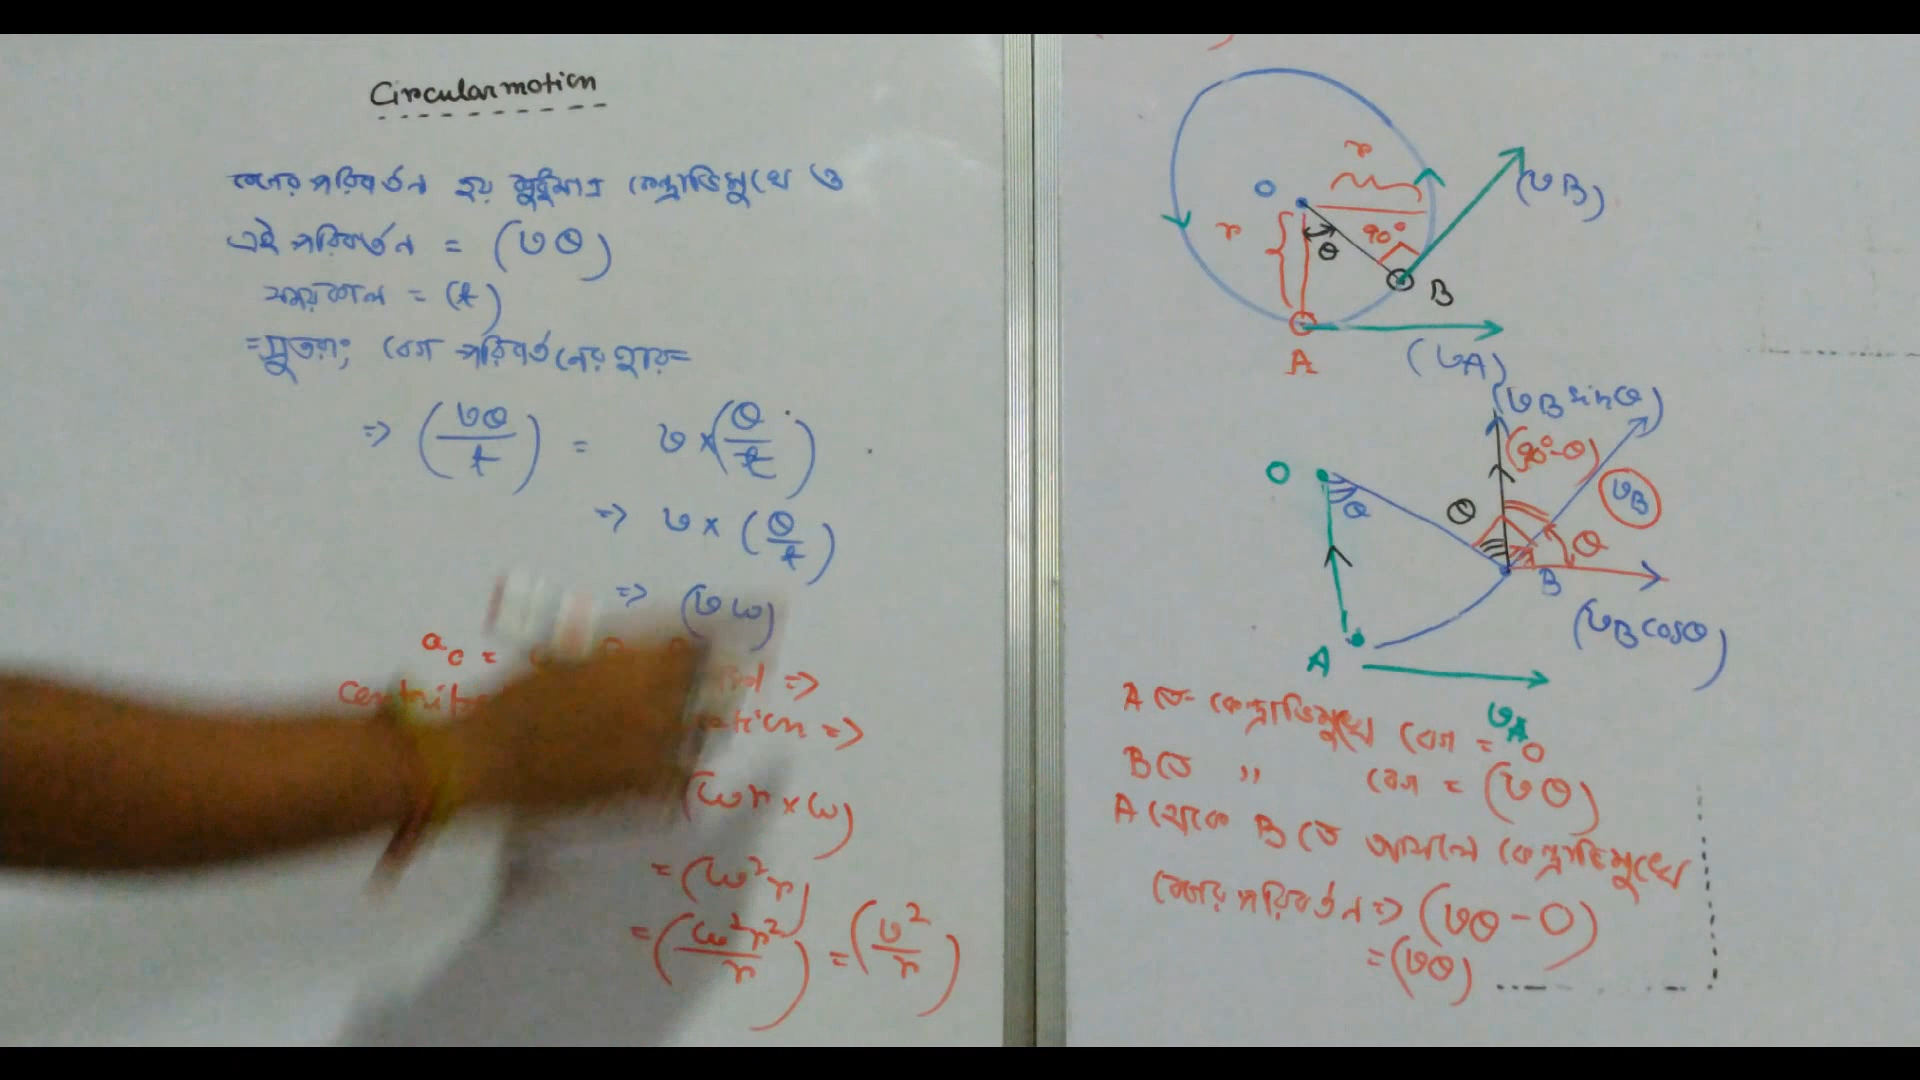 Circular motion
বেগের পরিবর্তন হয় শুধুমাত্র কেন্দ্রাভিমুখে ও
এই পরিবর্তন = (vθ)
সময়কাল = (t)
=সুতরাং, বেগ পরিবর্তনের হার=
=> (vθ/t) = v×(θ/t)
=> v×(θ/t)
=> (vω)
ac =
=>
=>
(ωr×ω)
=(ω²r)
=(ω²r²/r) =(v²/r)
O
r
r
90°
θ
B
(vB)
A
(vA)
(vB sinθ)
(90°-θ)
vB
O
θ
θ
θ
B
(vB cosθ)
A
vA
A তে কেন্দ্রাভিমুখে বেগ = 0
B তে " বেগ = (vθ)
A থেকে B তে আসলে কেন্দ্রাভিমুখে
বেগের পরিবর্তন => (vθ - 0)
=(vθ)